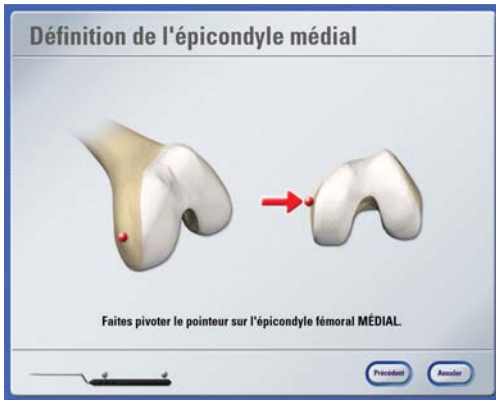 Définition de l'épicondyle médial
Faites pivoter le pointeur sur l'épicondyle fémoral MÉDIAL.
Précédent
Annuler